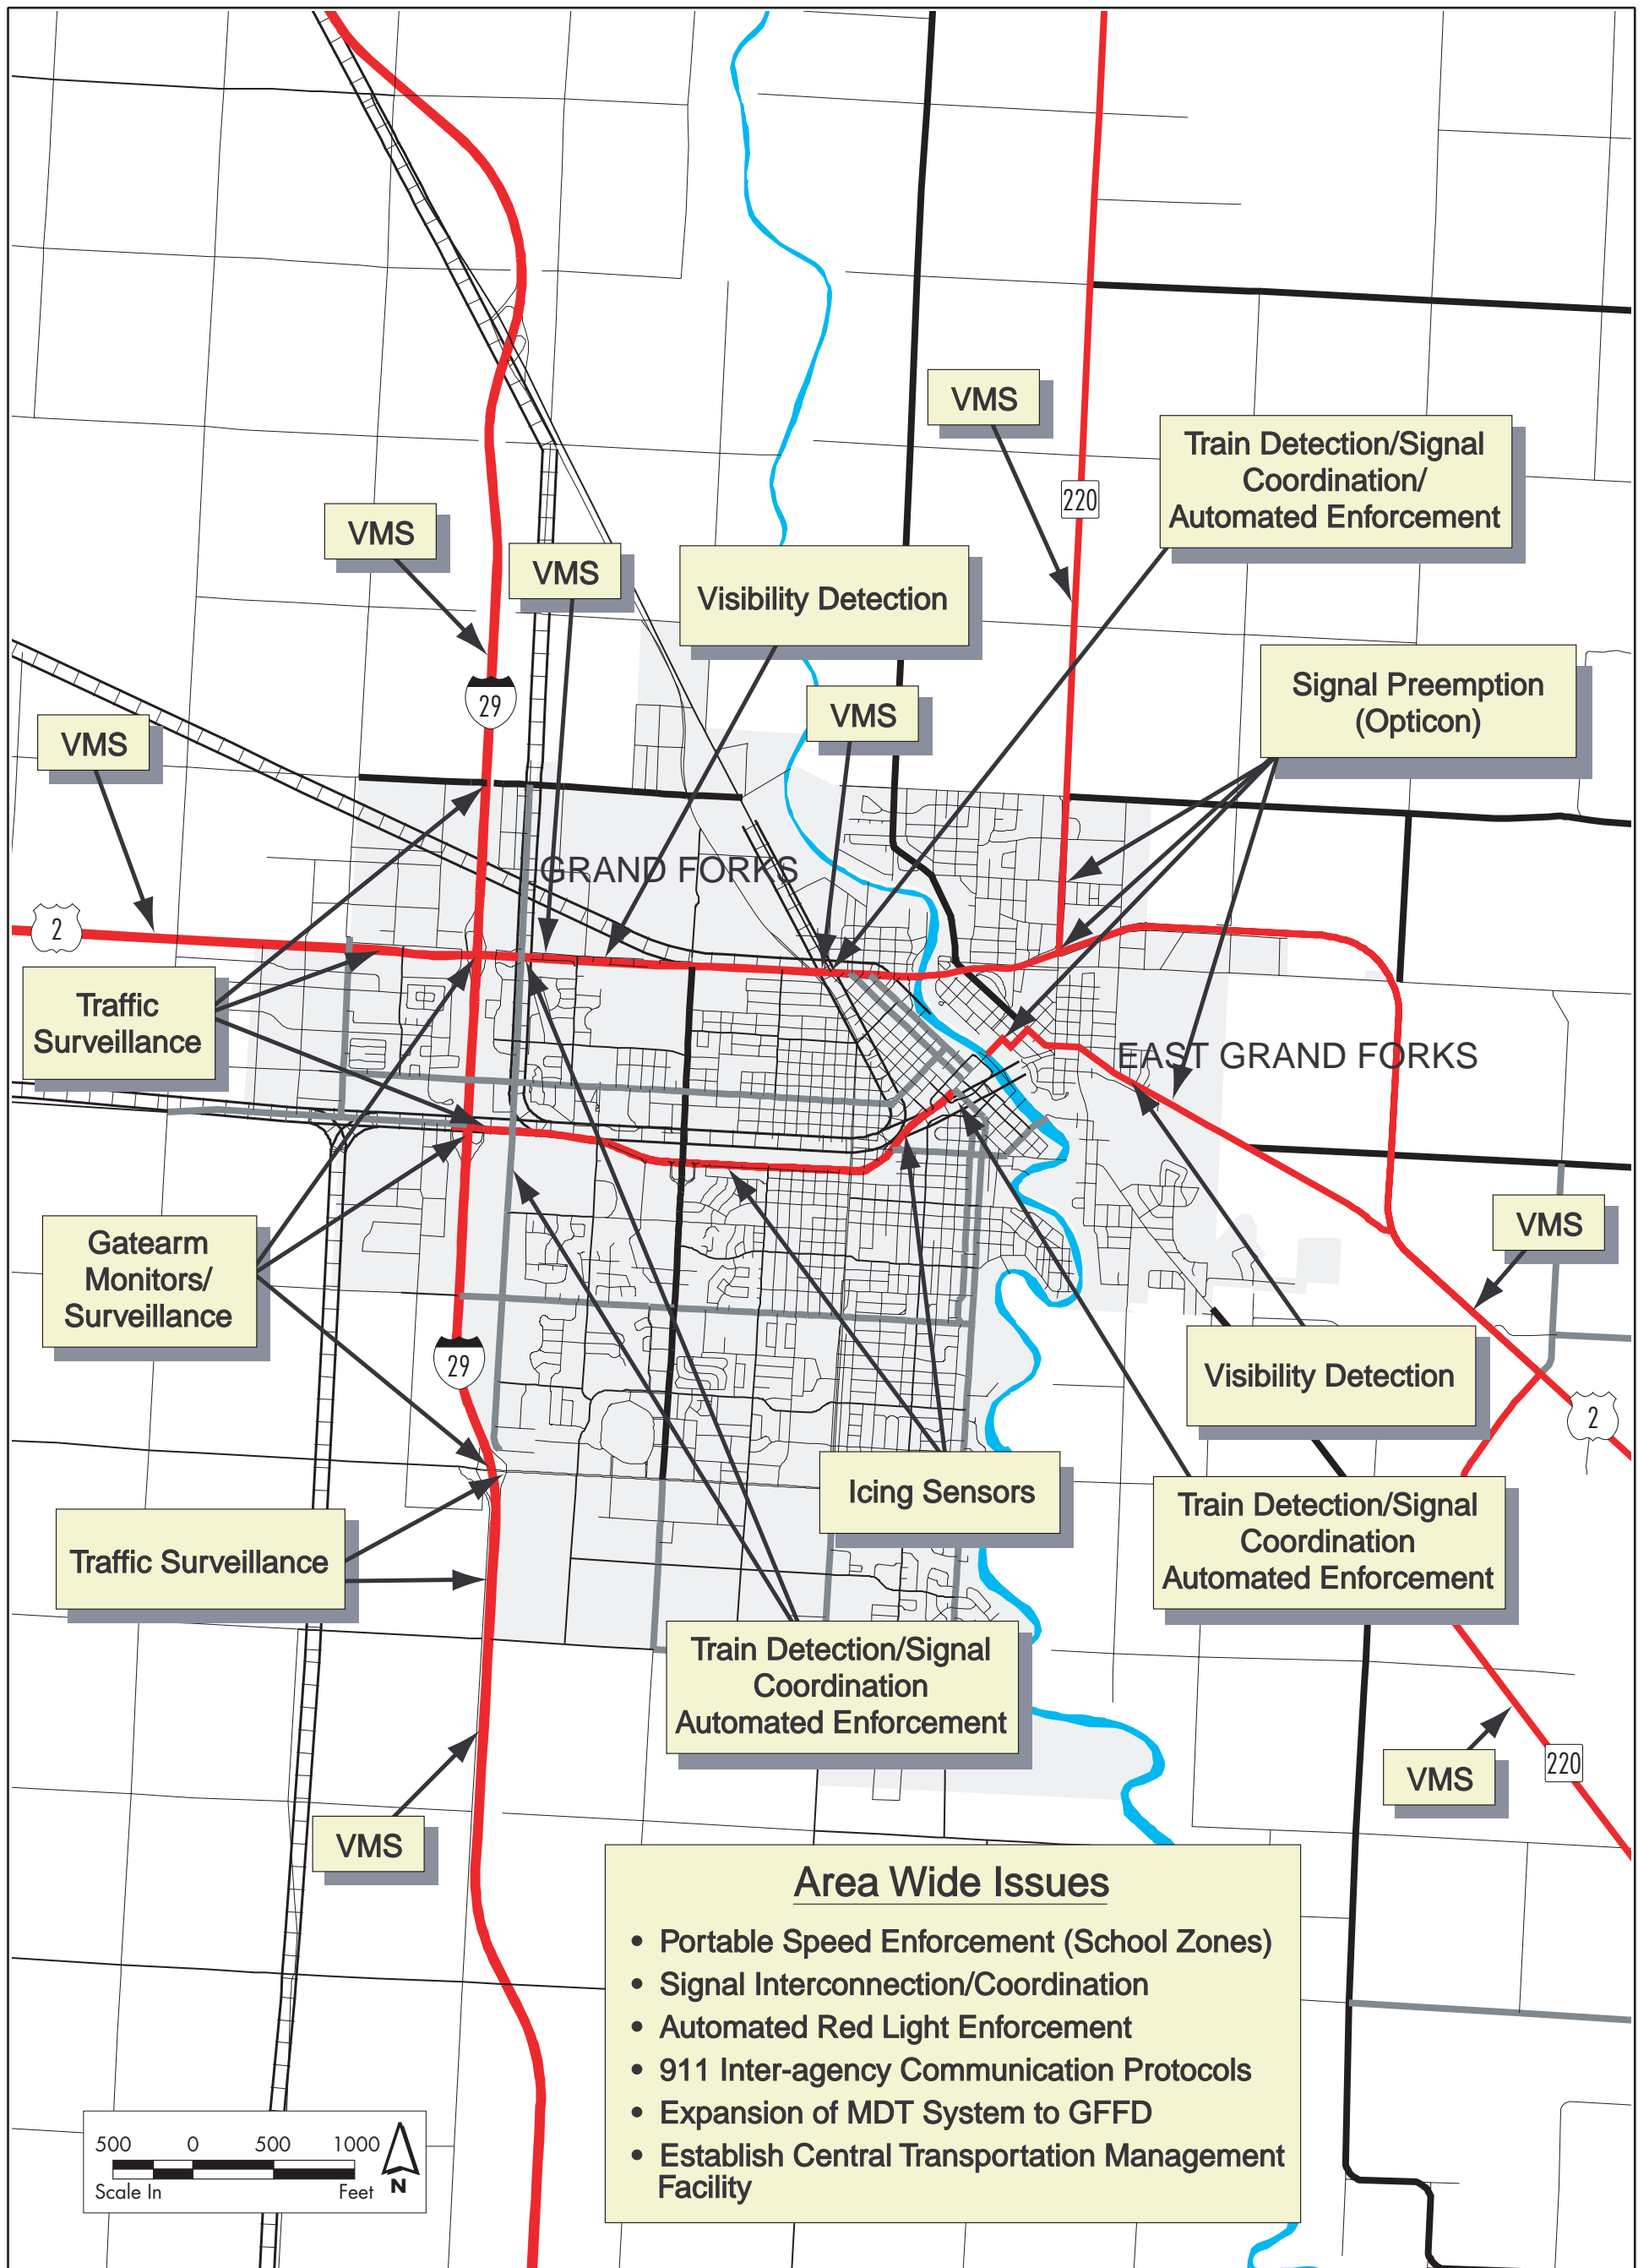 VMS
220
Train Detection/Signal
Coordination/
Automated Enforcement
VMS
VMS
Visibility Detection
Signal Preemption
(Opticon)
29
VMS
VMS
GRAND FORKS
2
Traffic
Surveillance
EAST GRAND FORKS
Gatearm
Monitors/
Surveillance
VMS
29
Visibility Detection
2
Icing Sensors
Train Detection/Signal
Coordination
Automated Enforcement
Traffic Surveillance
Train Detection/Signal
Coordination
Automated Enforcement
VMS
220
VMS
Area Wide Issues
• Portable Speed Enforcement (School Zones)
• Signal Interconnection/Coordination
• Automated Red Light Enforcement
• 911 Inter-agency Communication Protocols
• Expansion of MDT System to GFFD
• Establish Central Transportation Management
Facility
500 0 500 1000
Scale In Feet
N